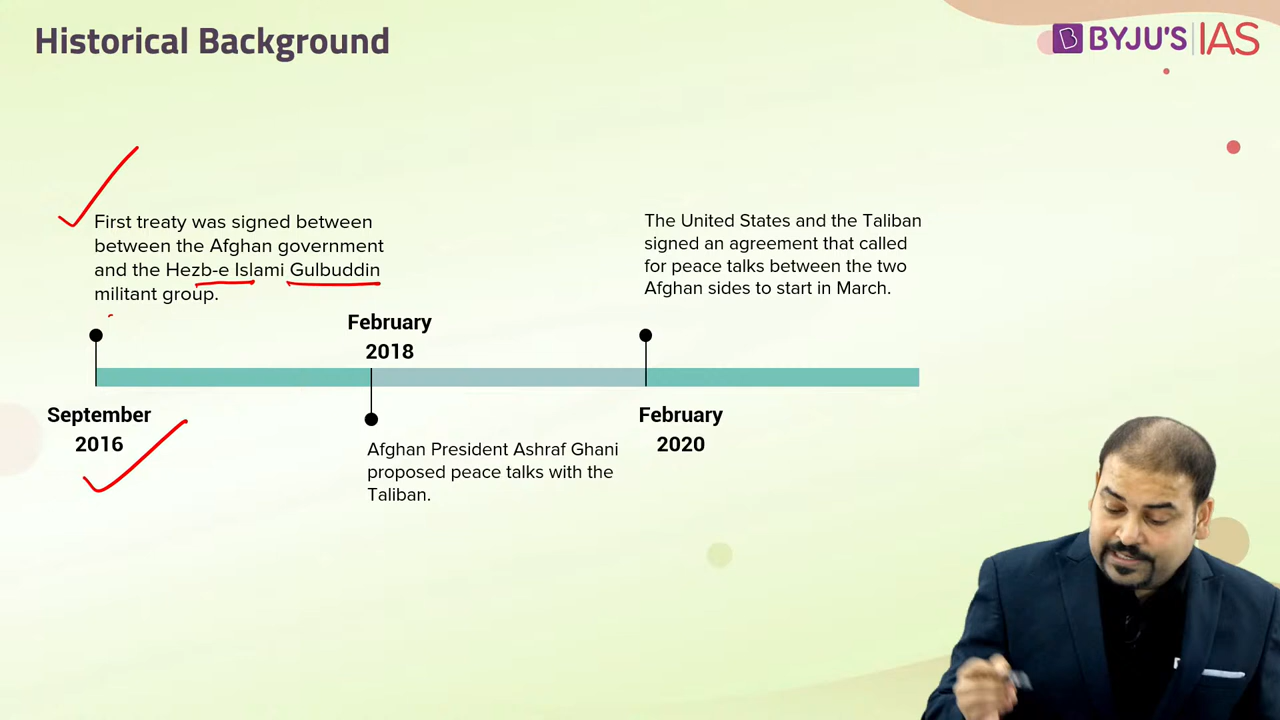 Historical Background
BYJU'S IAS
First treaty was signed between
between the Afghan government
and the Hezb-e Islami Gulbuddin
militant group.
September
2016
February
2018
Afghan President Ashraf Ghani
proposed peace talks with the
Taliban.
The United States and the Taliban
signed an agreement that called
for peace talks between the two
Afghan sides to start in March.
February
2020